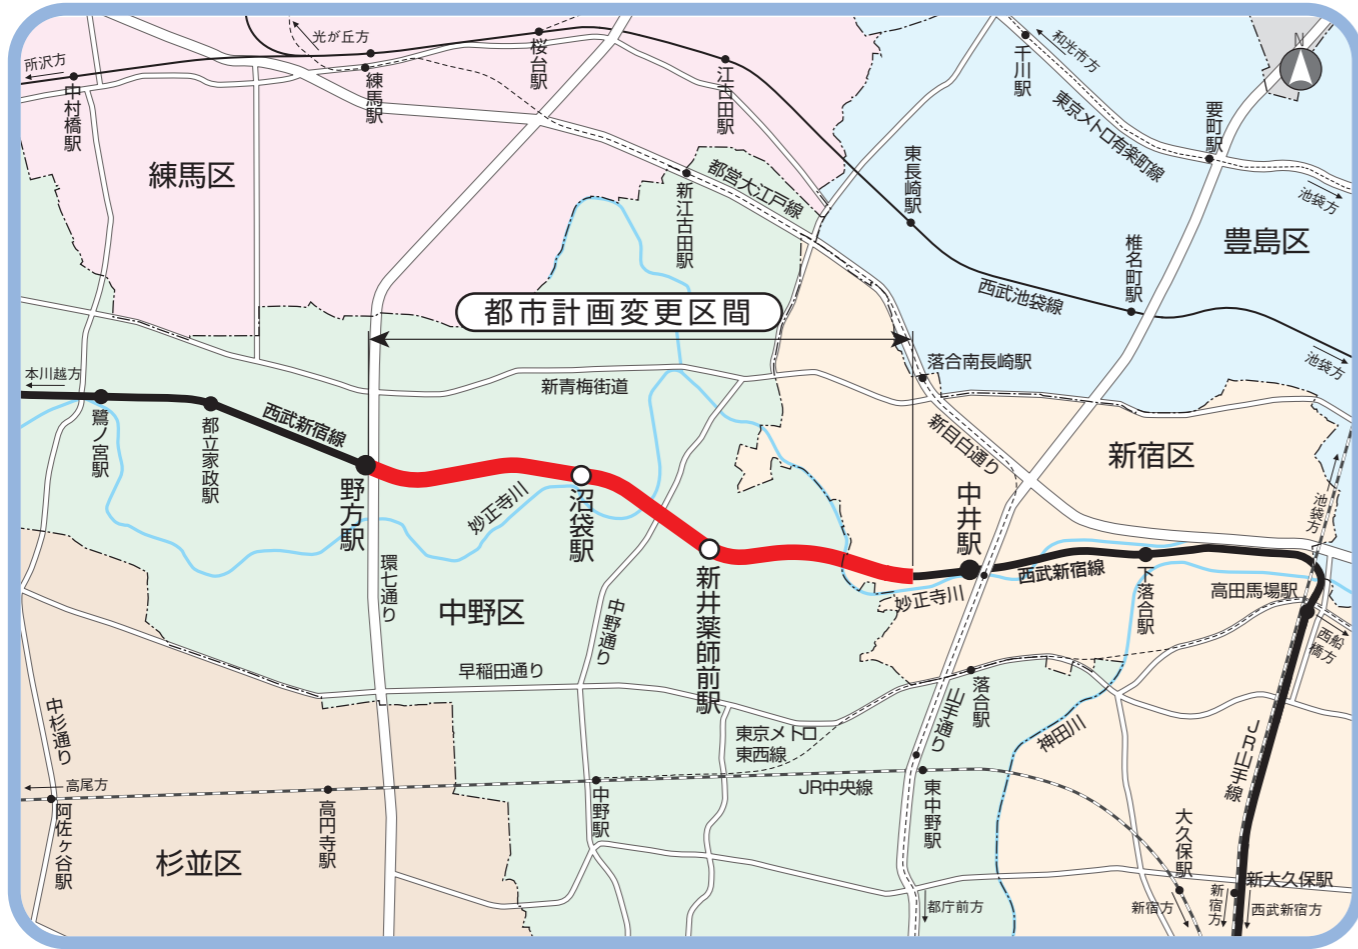 光が丘方
桜台駅
所沢方
中村橋駅
練馬駅
江古田駅
千川駅
和光市方
N
東京メトロ有楽町線
要町駅
池袋方
練馬区
都営大江戸線
新江古田駅
東長崎駅
豊島区
椎名町駅
西武池袋線
池袋方
都市計画変更区間
落合南長崎駅
本川越方
新青梅街道
鷺ノ宮駅
都立家政駅
西武新宿線
野方駅
妙正寺川
沼袋駅
新目白通り
新宿区
中井駅
池袋方
環七通り
中野区
中野通り
新井薬師前駅
妙正寺川
西武新宿線
下落合駅
高田馬場駅
西船橋方
早稲田通り
落合駅
山手通り
神田川
中杉通り
東京メトロ
東西線
JR山手線
高尾方
阿佐ヶ谷駅
高円寺駅
中野駅
JR中央線
東中野駅
大久保駅
杉並区
新大久保駅
都庁前方
新宿方
新宿方
西武新宿方